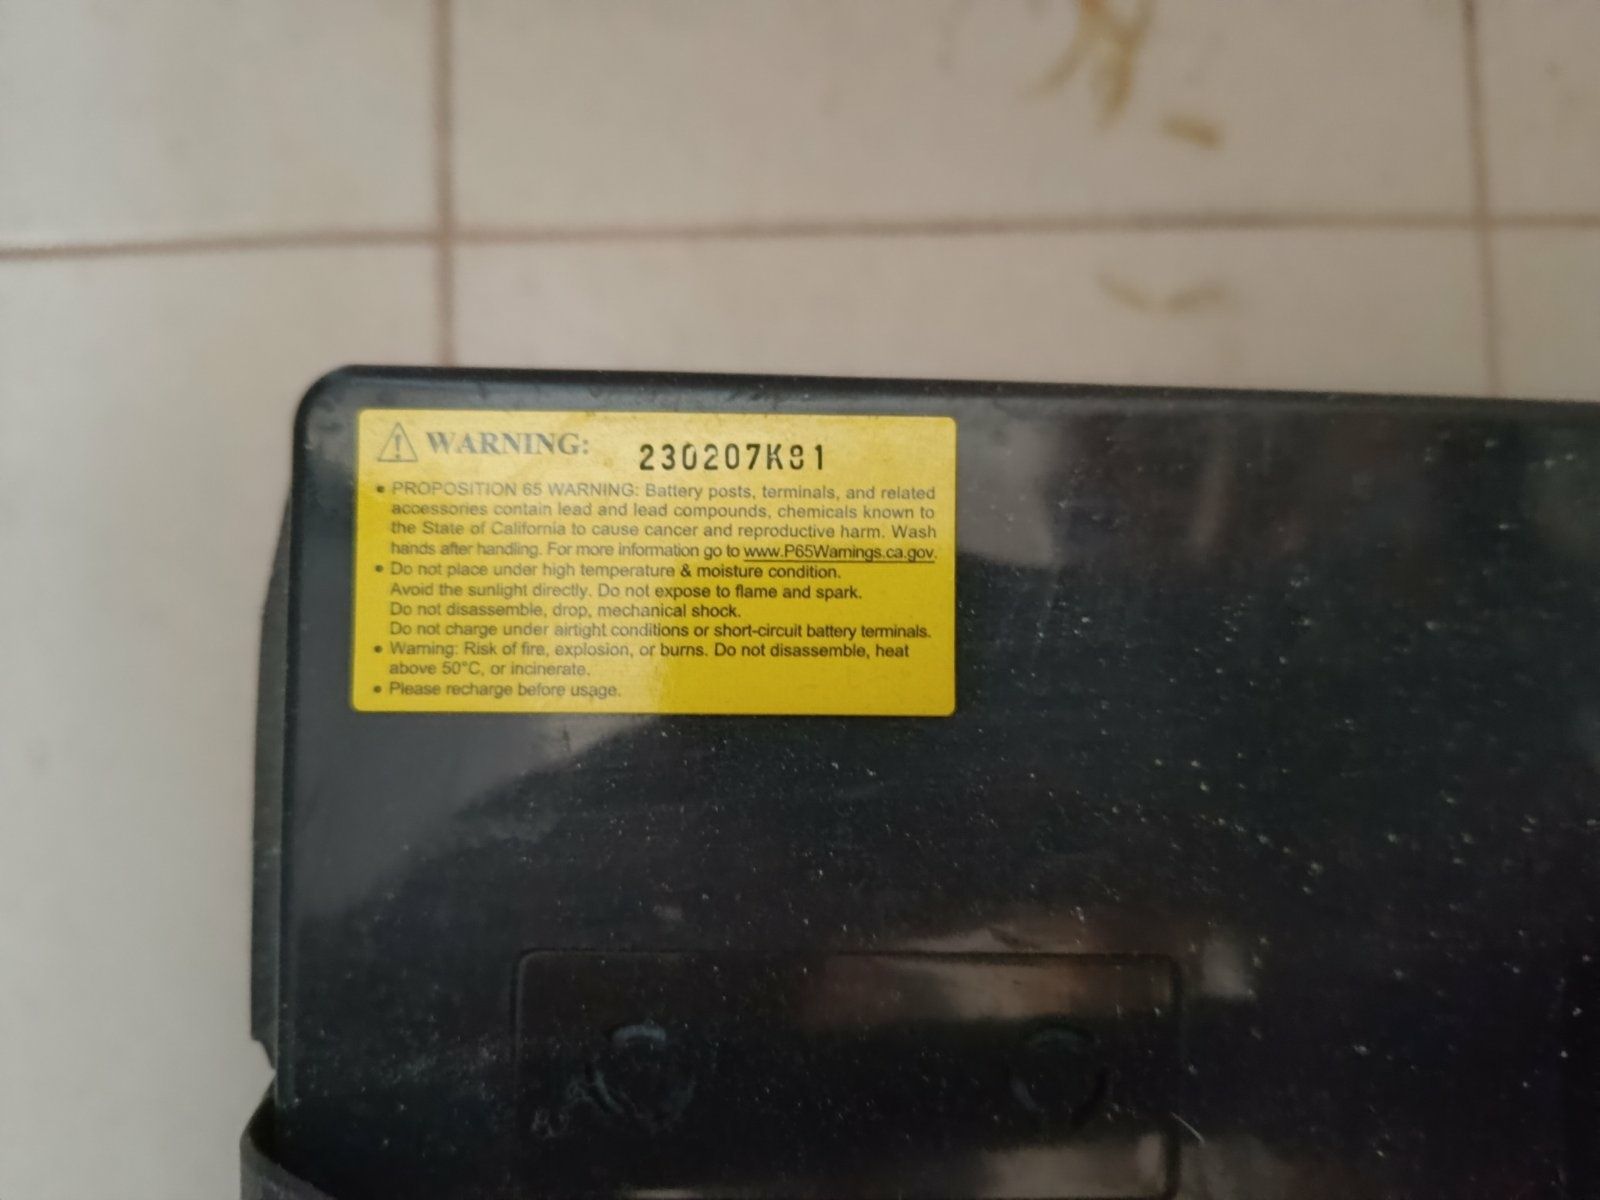 WARNING: 230207K81
• PROPOSITION 65 WARNING: Battery posts, terminals, and related
accessories contain lead and lead compounds, chemicals known to
the State of California to cause cancer and reproductive harm. Wash
hands after handling. For more information go to www.P65Warnings.ca.gov.
• Do not place under high temperature & moisture condition.
Avoid the sunlight directly. Do not expose to flame and spark.
Do not disassemble, drop, mechanical shock.
Do not charge under airtight conditions or short-circuit battery terminals.
• Warning: Risk of fire, explosion, or burns. Do not disassemble, heat
above 50°C, or incinerate.
• Please recharge before usage.